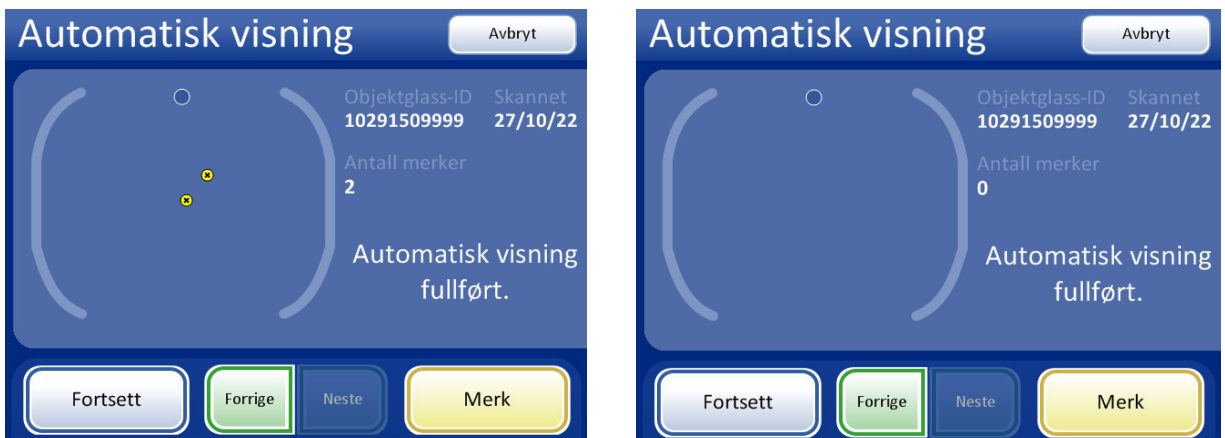 Automatisk visning
Avbryt
Objektglass-ID Skannet
10291509999 27/10/22
Antall merker
2
Automatisk visning
fullført.
Fortsett
Forrige
Neste
Merk
Automatisk visning
Avbryt
Objektglass-ID Skannet
10291509999 27/10/22
Antall merker
0
Automatisk visning
fullført.
Fortsett
Forrige
Neste
Merk